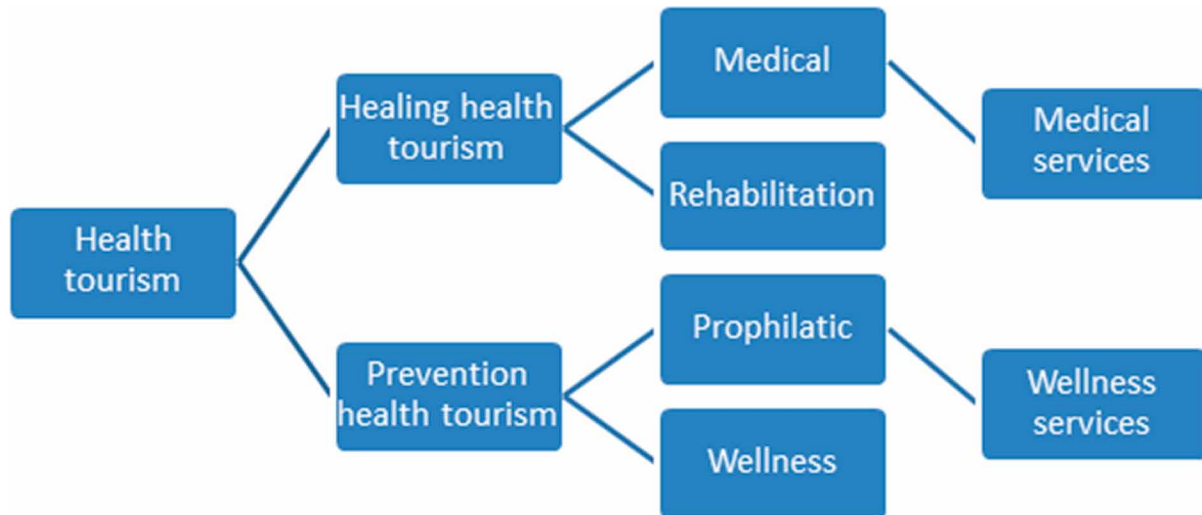 Health
tourism
Healing health
tourism
Prevention
health tourism
Medical
Rehabilitation
Prophilatic
Wellness
Medical
services
Wellness
services